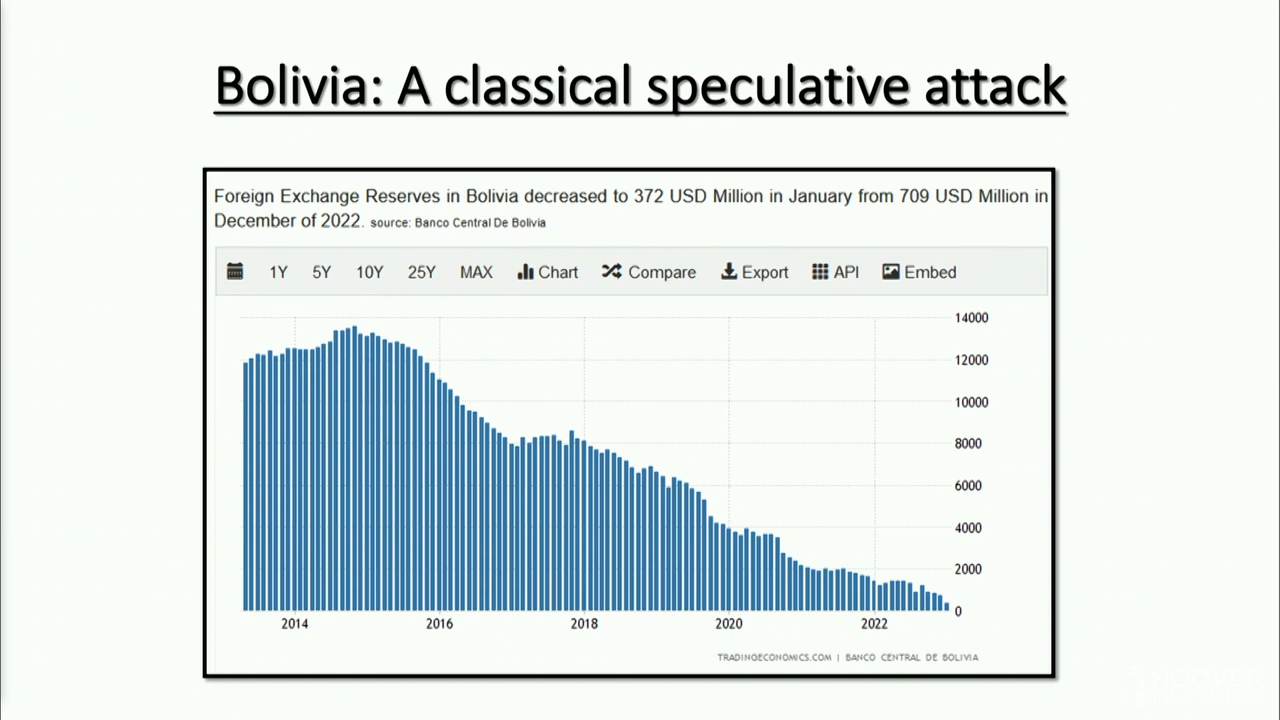 Bolivia: A classical speculative attack
Foreign Exchange Reserves in Bolivia decreased to 372 USD Million in January from 709 USD Million in
December of 2022. source: Banco Central De Bolivia
1Y 5Y 10Y 25Y MAX Chart Compare Export API Embed
14000
12000
10000
8000
6000
4000
2000
0
2014 2016 2018 2020 2022
TRADINGECONOMICS.COM | BANCO CENTRAL DE BOLIVIA
HOOVER